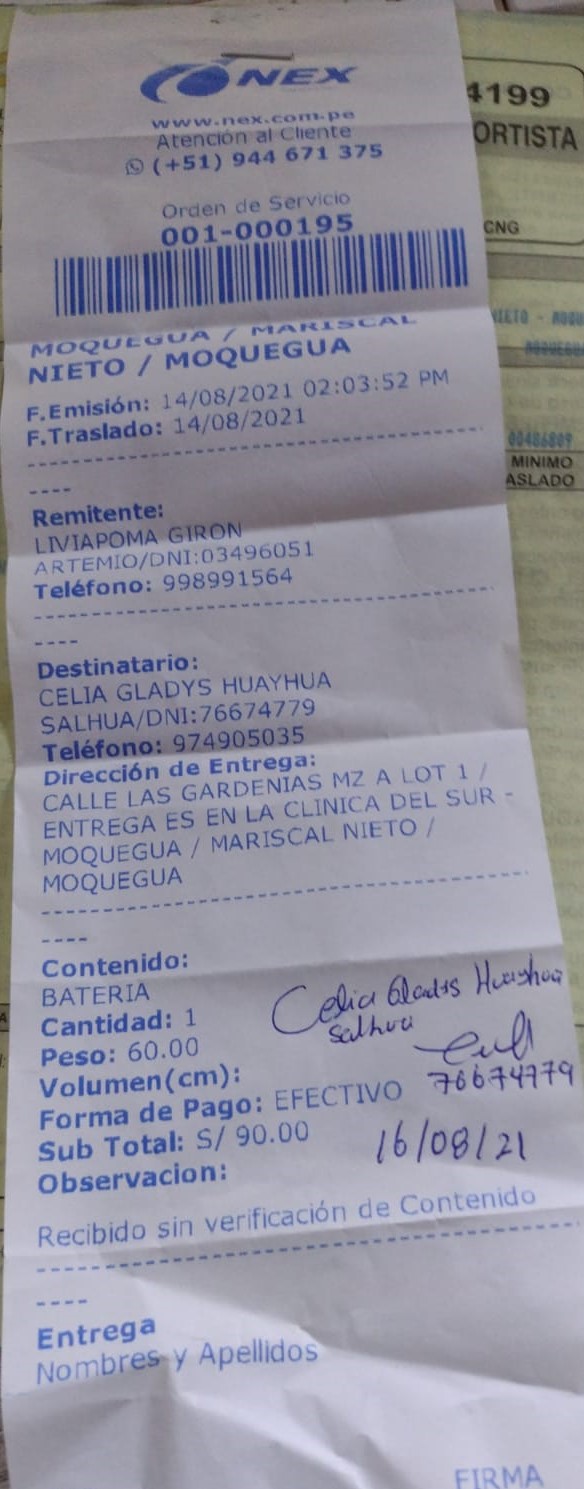 NEX
www.nex.com.pe
Atención al Cliente
(+51) 944 671 375
Orden de Servicio
001-000195
MOQUEGUA / MARISCAL
NIETO / MOQUEGUA
F.Emisión: 14/08/2021 02:03:52 PM
F.Traslado: 14/08/2021
----
Remitente:
LIVIAPOMA GIRON
ARTEMIO/DNI:03496051
Teléfono: 998991564
----
Destinatario:
CELIA GLADYS HUAYHUA
SALHUA/DNI:76674779
Teléfono: 974905035
Dirección de Entrega:
CALLE LAS GARDENIAS MZ A LOT 1 /
ENTREGA ES EN LA CLINICA DEL SUR -
MOQUEGUA / MARISCAL NIETO /
MOQUEGUA
----
Contenido:
BATERIA
Cantidad: 1
Peso: 60.00
Volumen(cm):
Forma de Pago: EFECTIVO
Sub Total: S/ 90.00
Observacion:
Celia Gladys Huayhua
Salhua
76674779
16/08/21
Recibido sin verificación de Contenido
----
Entrega
Nombres y Apellidos
FIRMA
4199
ORTISTA
CNG
NIETO - MOQU
MOQUEGU
00486809
MINIMO
ASLADO